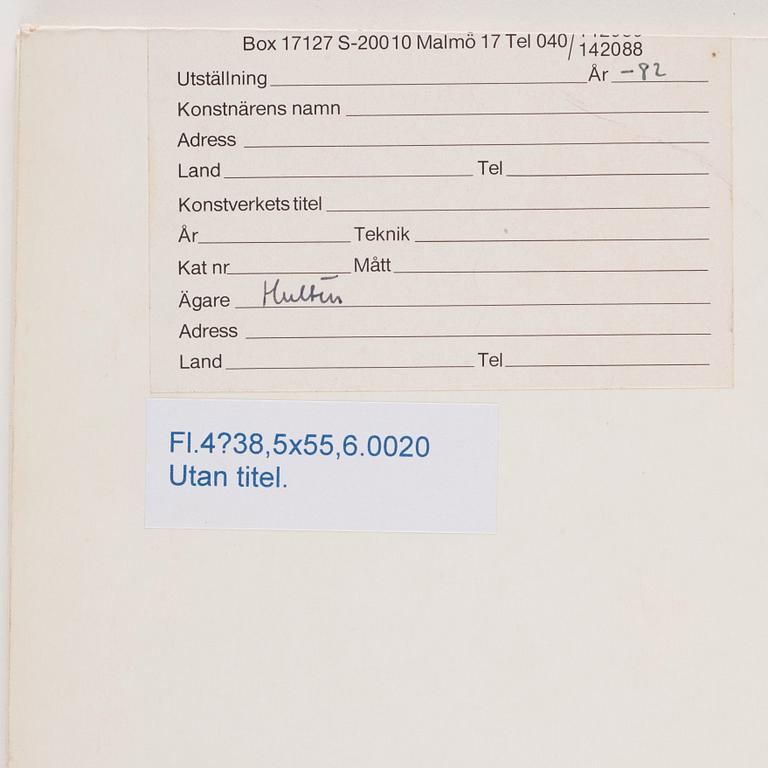 Box 17127 S-20010 Malmö 17 Tel 040/142088
Utställning År -82
Konstnärens namn
Adress
Land Tel
Konstverkets titel
År Teknik
Kat nr Mått
Ägare Hultén
Adress
Land Tel
Fl.4?38,5x55,6.0020
Utan titel.